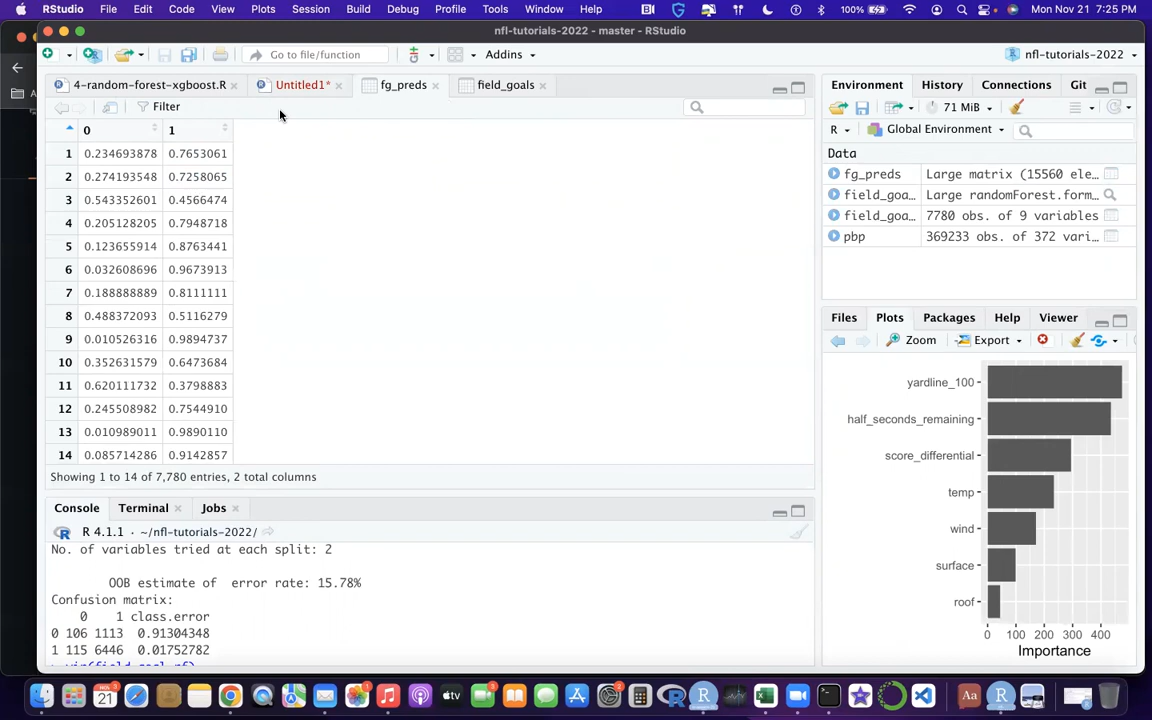 RStudio File Edit Code View Plots Session Build Debug Profile Tools Window Help 100% Mon Nov 21 7:25 PM
nfl-tutorials-2022 - master - RStudio
Go to file/function Addins nfl-tutorials-2022
4-random-forest-xgboost.R Untitled1* fg_preds field_goals
Filter
0 1
1 0.234693878 0.7653061
2 0.274193548 0.7258065
3 0.543352601 0.4566474
4 0.205128205 0.7948718
5 0.123655914 0.8763441
6 0.032608696 0.9673913
7 0.188888889 0.8111111
8 0.488372093 0.5116279
9 0.010526316 0.9894737
10 0.352631579 0.6473684
11 0.620111732 0.3798883
12 0.245508982 0.7544910
13 0.010989011 0.9890110
14 0.085714286 0.9142857
Showing 1 to 14 of 7,780 entries, 2 total columns
Console Terminal Jobs
R 4.1.1 · ~/nfl-tutorials-2022/
No. of variables tried at each split: 2
OOB estimate of error rate: 15.78%
Confusion matrix:
0 1 class.error
0 106 1113 0.91304348
1 115 6446 0.01752782
> vip(field_goal_rf)
Environment History Connections Git
71 MiB
R Global Environment
Data
fg_preds Large matrix (15560 ele…
field_goa… Large randomForest.form…
field_goa… 7780 obs. of 9 variables
pbp 369233 obs. of 372 vari…
Files Plots Packages Help Viewer
Zoom Export
yardline_100
half_seconds_remaining
score_differential
temp
wind
surface
roof
0 100 200 300 400
Importance